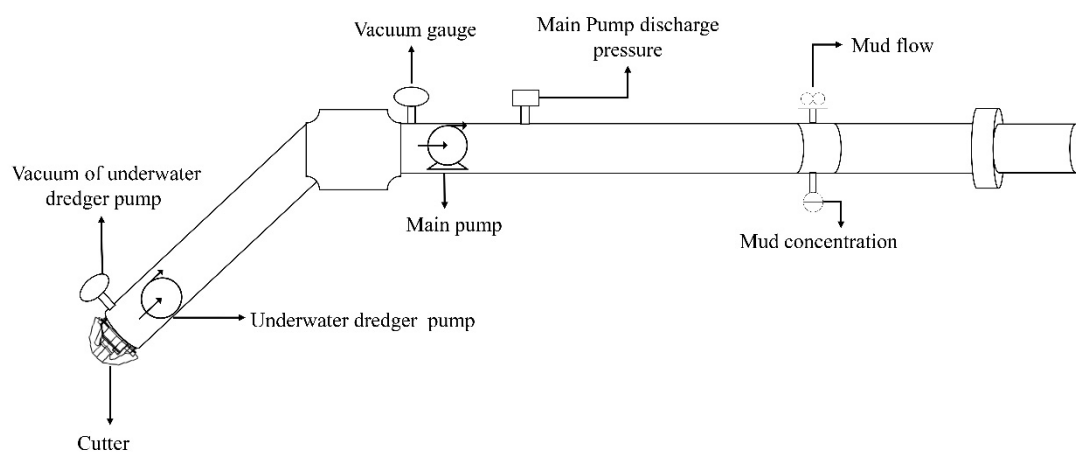 Vacuum gauge
Main Pump discharge
pressure
Mud flow
Vacuum of underwater
dredger pump
Main pump
Mud concentration
Underwater dredger pump
Cutter